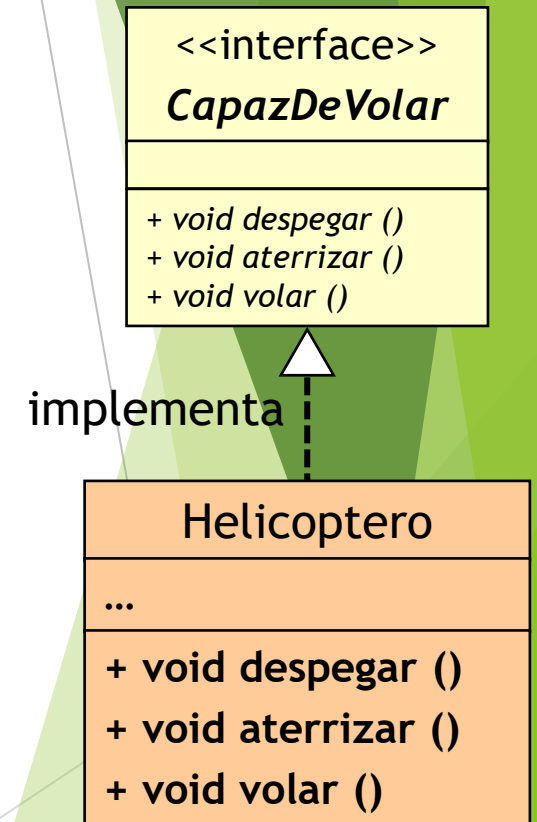 <<interface>>
CapazDeVolar
+ void despegar ()
+ void aterrizar ()
+ void volar ()
implementa
Helicoptero
...
+ void despegar ()
+ void aterrizar ()
+ void volar ()